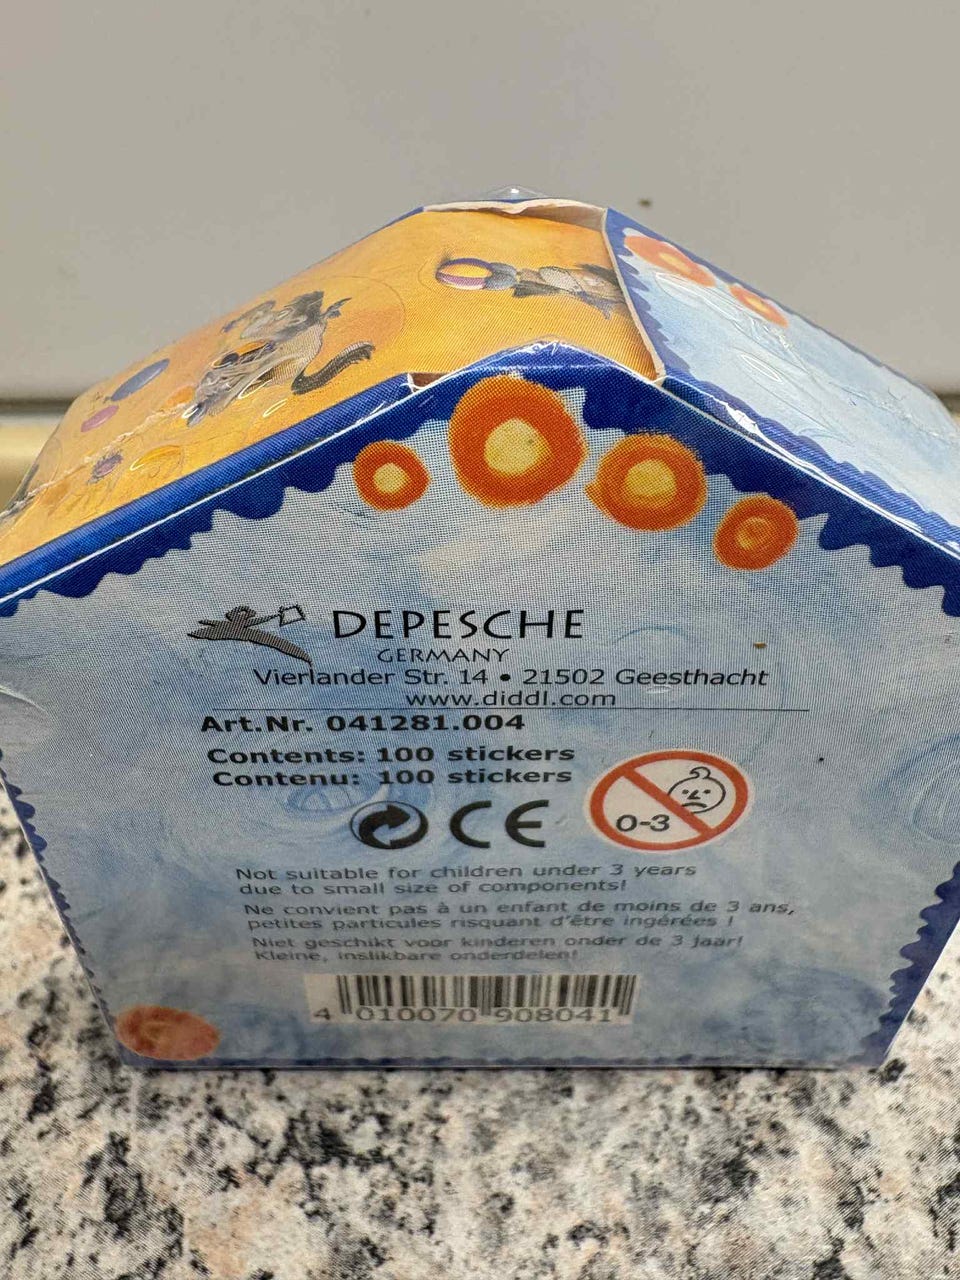 DEPESCHE
GERMANY
Vierlander Str. 14 • 21502 Geesthacht
www.diddl.com
Art.Nr. 041281.004
Contents: 100 stickers
Contenu: 100 stickers
CE
0-3
Not suitable for children under 3 years
due to small size of components!
Ne convient pas à un enfant de moins de 3 ans,
petites particules risquant d'être ingérées !
Niet geschikt voor kinderen onder de 3 jaar!
Kleine, inslikbare onderdelen!
4 010070 908041